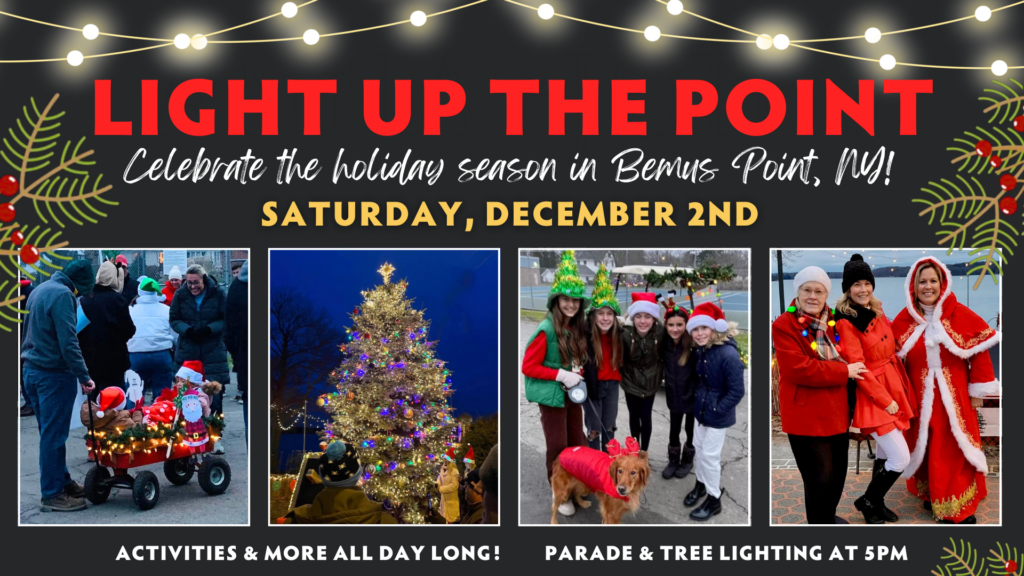 LIGHT UP THE POINT
Celebrate the holiday season in Bemus Point, NY!
SATURDAY, DECEMBER 2ND
ACTIVITIES & MORE ALL DAY LONG!
PARADE & TREE LIGHTING AT 5PM